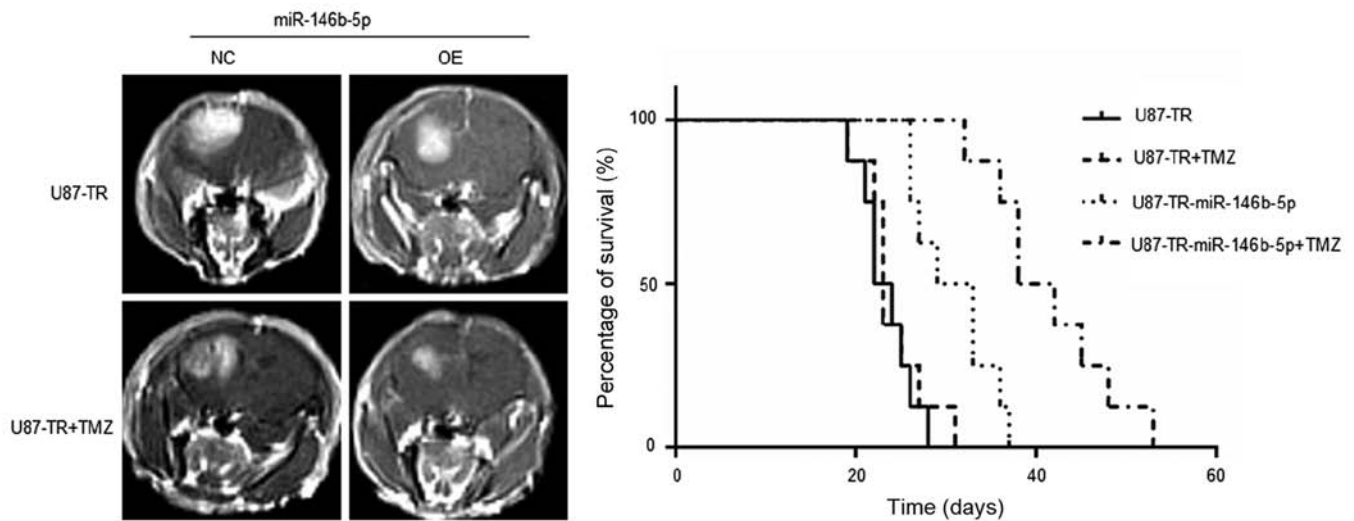 miR-146b-5p
NC OE
U87-TR
U87-TR+TMZ
Percentage of survival (%)
100
50
0
0 20 40 60
Time (days)
U87-TR
U87-TR+TMZ
U87-TR-miR-146b-5p
U87-TR-miR-146b-5p+TMZ